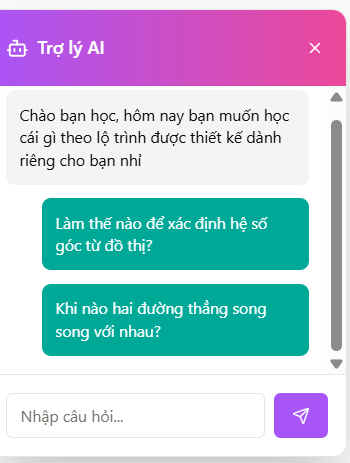 Trợ lý AI
Chào bạn học, hôm nay bạn muốn học
cái gì theo lộ trình được thiết kế dành
riêng cho bạn nhỉ
Làm thế nào để xác định hệ số
góc từ đồ thị?
Khi nào hai đường thẳng song
song với nhau?
Nhập câu hỏi...